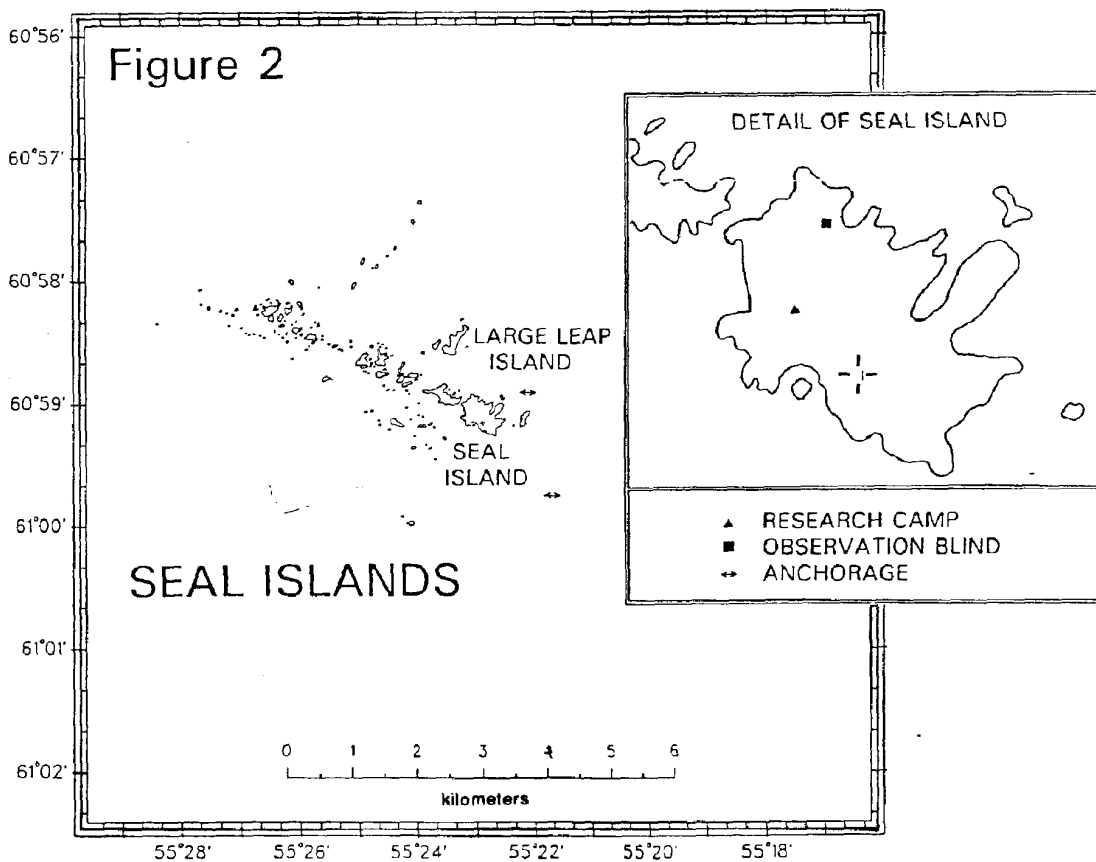 Figure 2
60°56'
60°57'
60°58'
60°59'
61°00'
61°01'
61°02'
LARGE LEAP
ISLAND
SEAL
ISLAND
SEAL ISLANDS
0 1 2 3 4 5 6
kilometers
55°28' 55°26' 55°24' 55°22' 55°20' 55°18'
DETAIL OF SEAL ISLAND
RESEARCH CAMP
OBSERVATION BLIND
ANCHORAGE